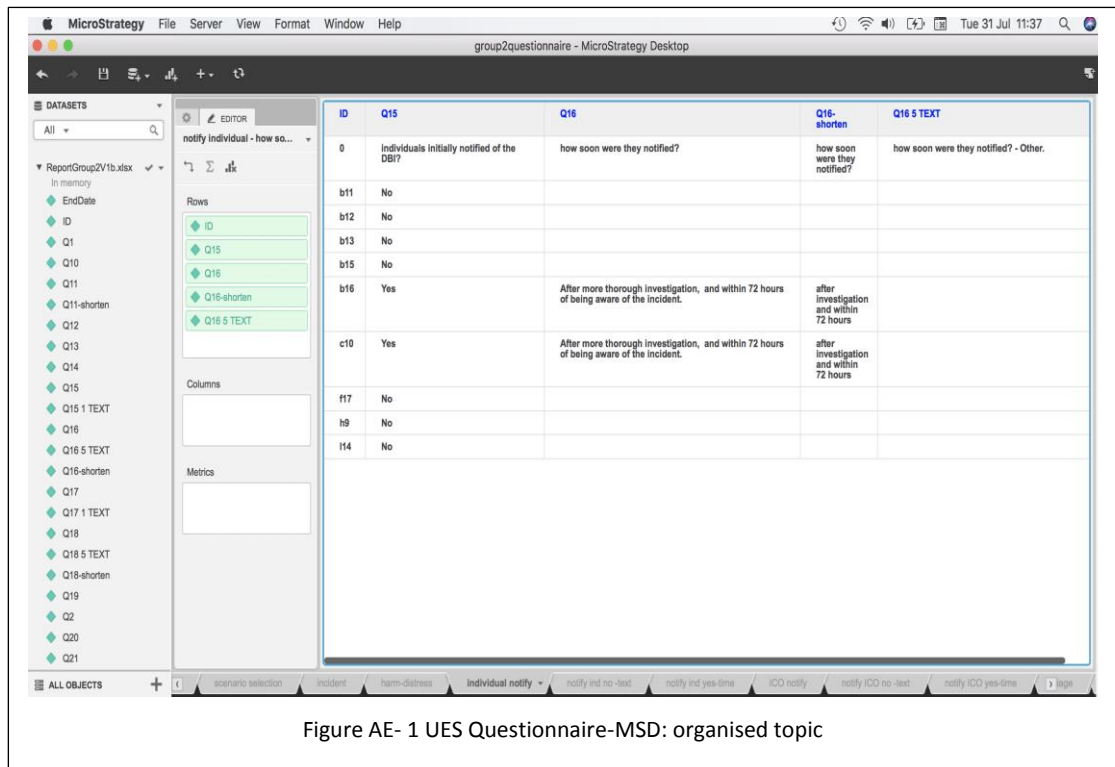 MicroStrategy File Server View Format Window Help Tue 31 Jul 11:37
group2questionnaire - MicroStrategy Desktop
DATASETS
All
ReportGroup2V1b.xlsx
In memory
EndDate
ID
Q1
Q10
Q11
Q11-shorten
Q12
Q13
Q14
Q15
Q15 1 TEXT
Q16
Q16 5 TEXT
Q16-shorten
Q17
Q17 1 TEXT
Q18
Q18 5 TEXT
Q18-shorten
Q19
Q2
Q20
Q21
ALL OBJECTS
EDITOR
notify individual - how so...
Rows
ID
Q15
Q16
Q16-shorten
Q16 5 TEXT
Columns
Metrics
ID Q15 Q16 Q16-
shorten Q16 5 TEXT
0 individuals initially notified of the
DBI? how soon were they notified? how soon
were they
notified? how soon were they notified? - Other.
b11 No
b12 No
b13 No
b15 No
b16 Yes After more thorough investigation, and within 72 hours
of being aware of the incident. after
investigation
and within
72 hours
c10 Yes After more thorough investigation, and within 72 hours
of being aware of the incident. after
investigation
and within
72 hours
f17 No
h9 No
l14 No
scenario selection incident harm-distress individual notify notify ind no -text notify ind yes-time ICO notify notify ICO no -text notify ICO yes-time
Figure AE- 1 UES Questionnaire-MSD: organised topic